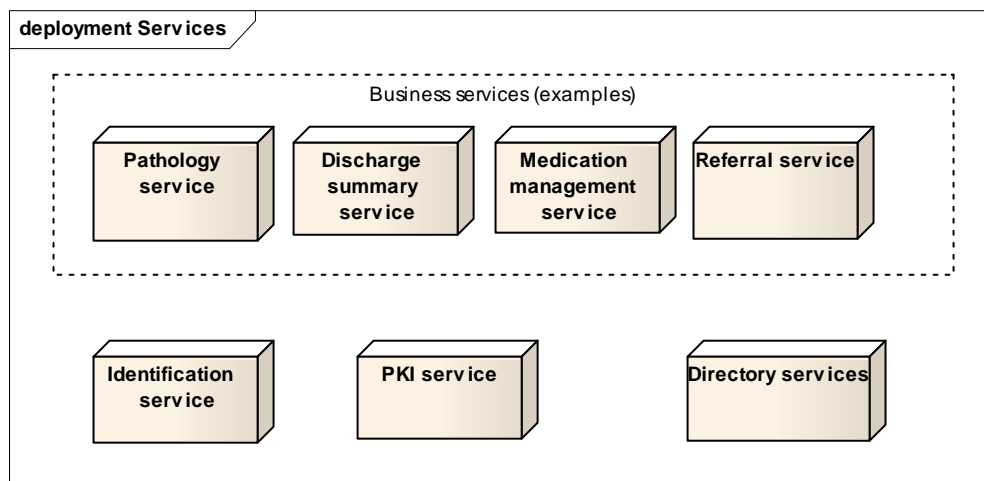 deployment Services
Business services (examples)
Pathology
service
Discharge
summary
service
Medication
management
service
Referral service
Identification
service
PKI service
Directory services